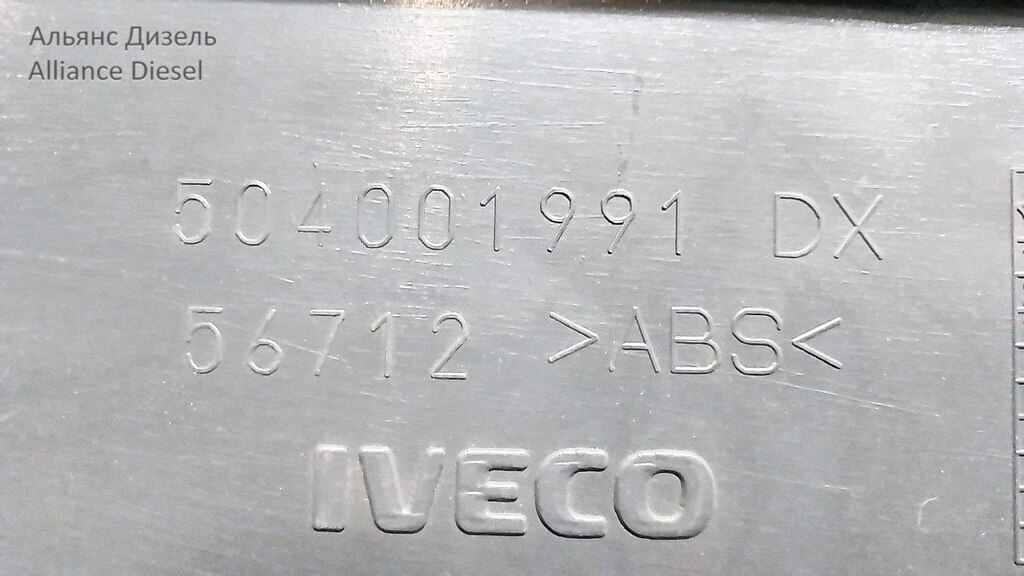 Альянс Дизель
Alliance Diesel
504001991 DX
56712 >ABS<
IVECO